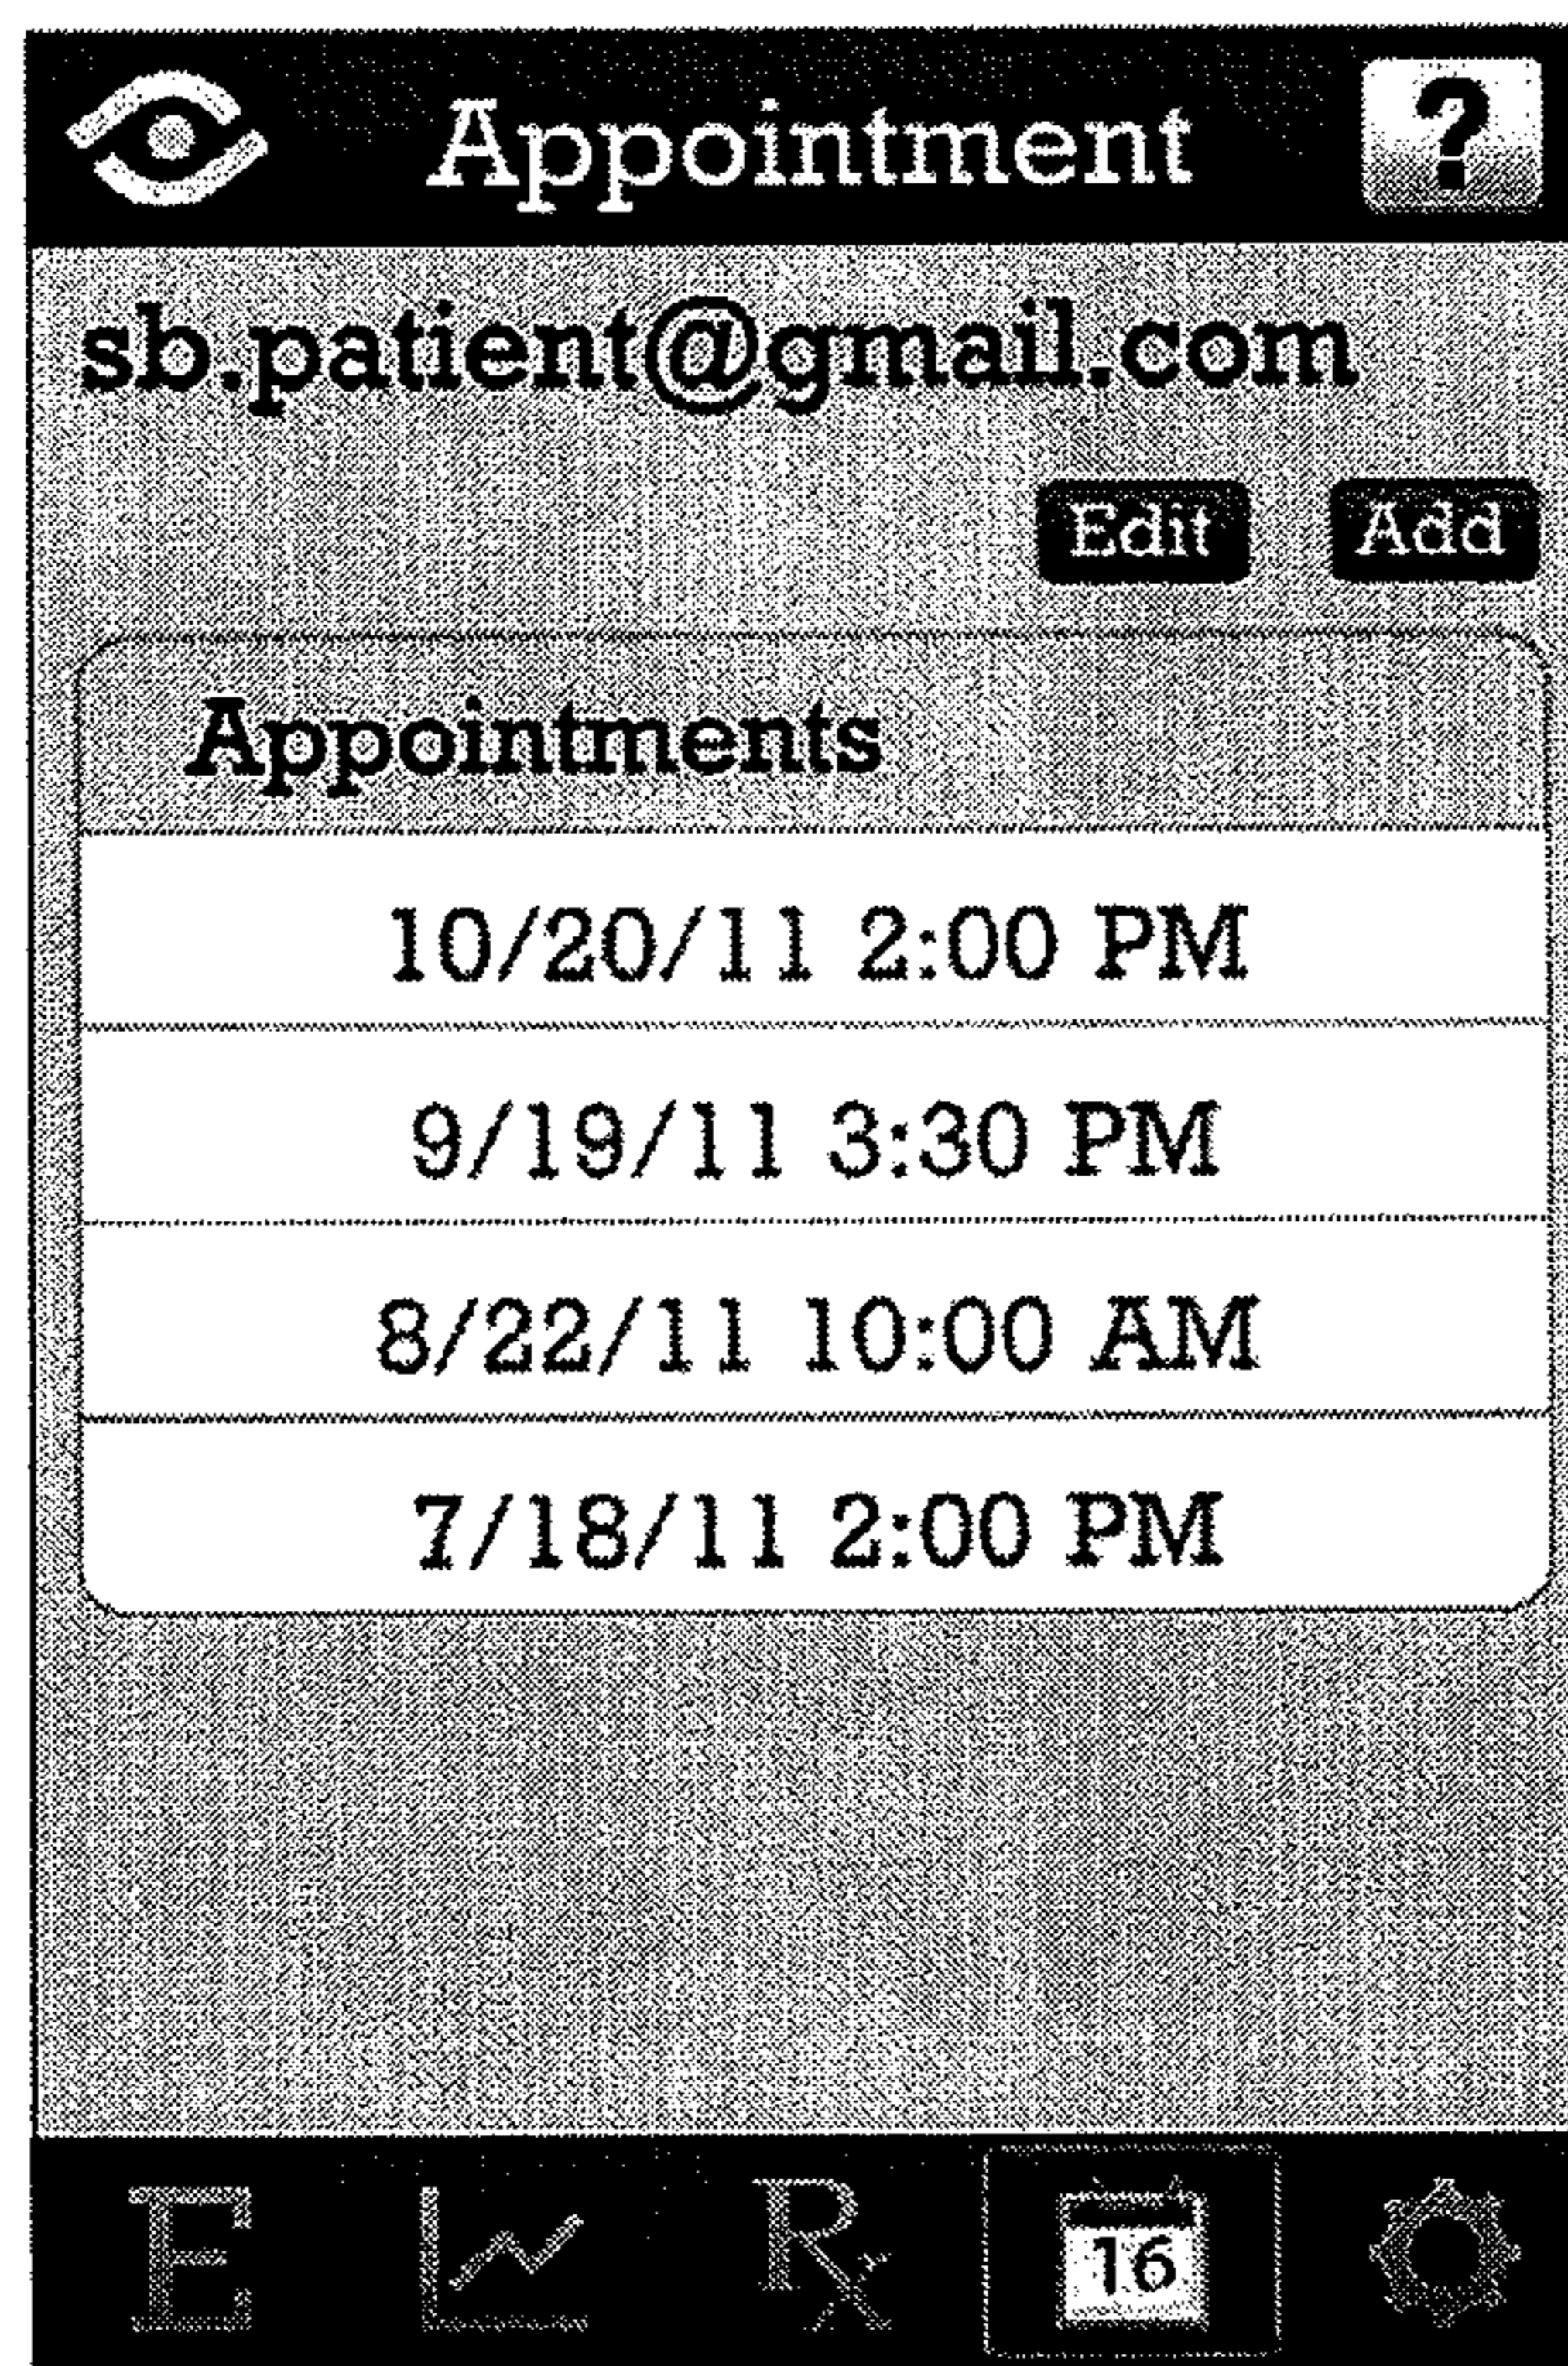 Appointment ?
sb.patient@gmail.com
Edit Add
Appointments
10/20/11 2:00 PM
9/19/11 3:30 PM
8/22/11 10:00 AM
7/18/11 2:00 PM
E Rx 16